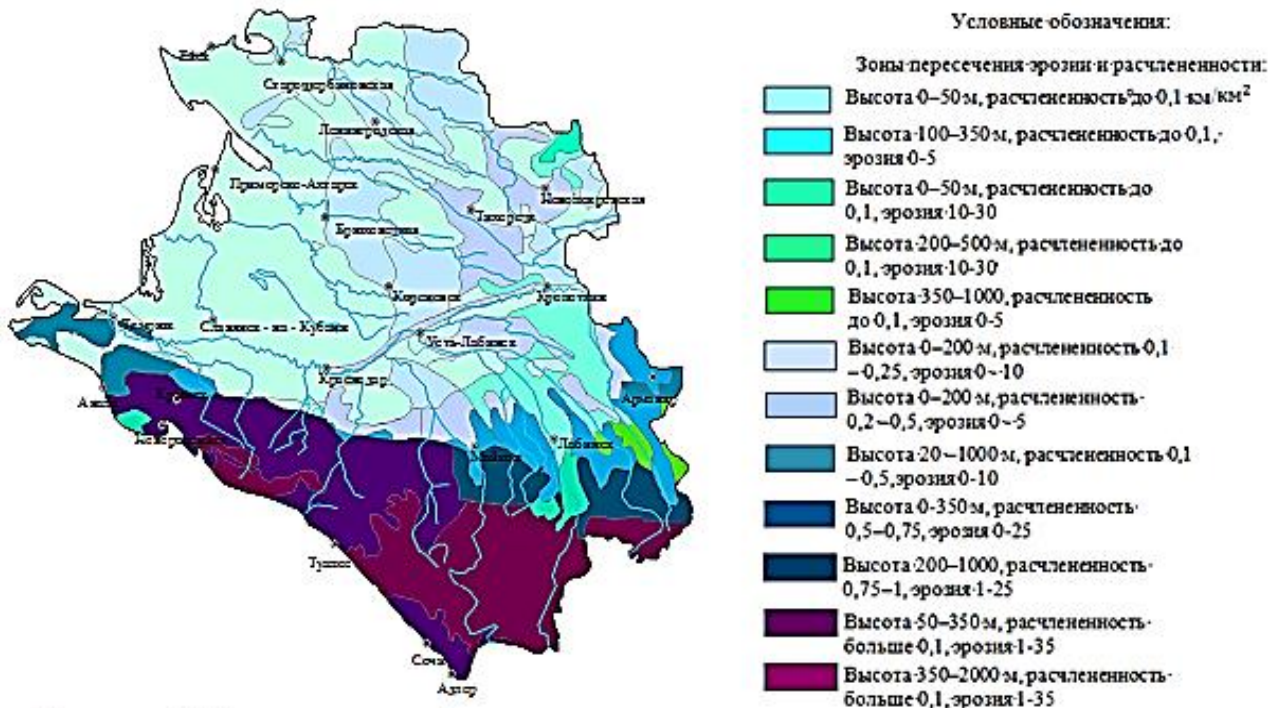 Условные обозначения:
Зоны пересечения эрозии и расчлененности:
Высота 0–50 м, расчлененность до 0,1 км/км²
Высота 100–350 м, расчлененность до 0,1,
эрозия 0-5
Высота 0–50 м, расчлененность до
0,1, эрозия 10-30
Высота 200–500 м, расчлененность до
0,1, эрозия 10-30
Высота 350–1000, расчлененность
до 0,1, эрозия 0-5
Высота 0–200 м, расчлененность 0,1
–0,25, эрозия 0–10
Высота 0–200 м, расчлененность
0,2–0,5, эрозия 0–5
Высота 20–1000 м, расчлененность 0,1
–0,5, эрозия 0-10
Высота 0-350 м, расчлененность
0,5–0,75, эрозия 0-25
Высота 200–1000, расчлененность
0,75–1, эрозия 1-25
Высота 50–350 м, расчлененность
больше 0,1, эрозия 1-35
Высота 350–2000 м, расчлененность
больше 0,1, эрозия 1-35
Ейск
Старощербиновская
Ленинградская
Приморско-Ахтарск
Новопокровская
Тихорецк
Брюховецкая
Кореновск
Кропоткин
Темрюк
Славянск-на-Кубани
Усть-Лабинск
Краснодар
Армавир
Анапа
Крымск
Новороссийск
Майкоп
Лабинск
Туапсе
Сочи
Адлер